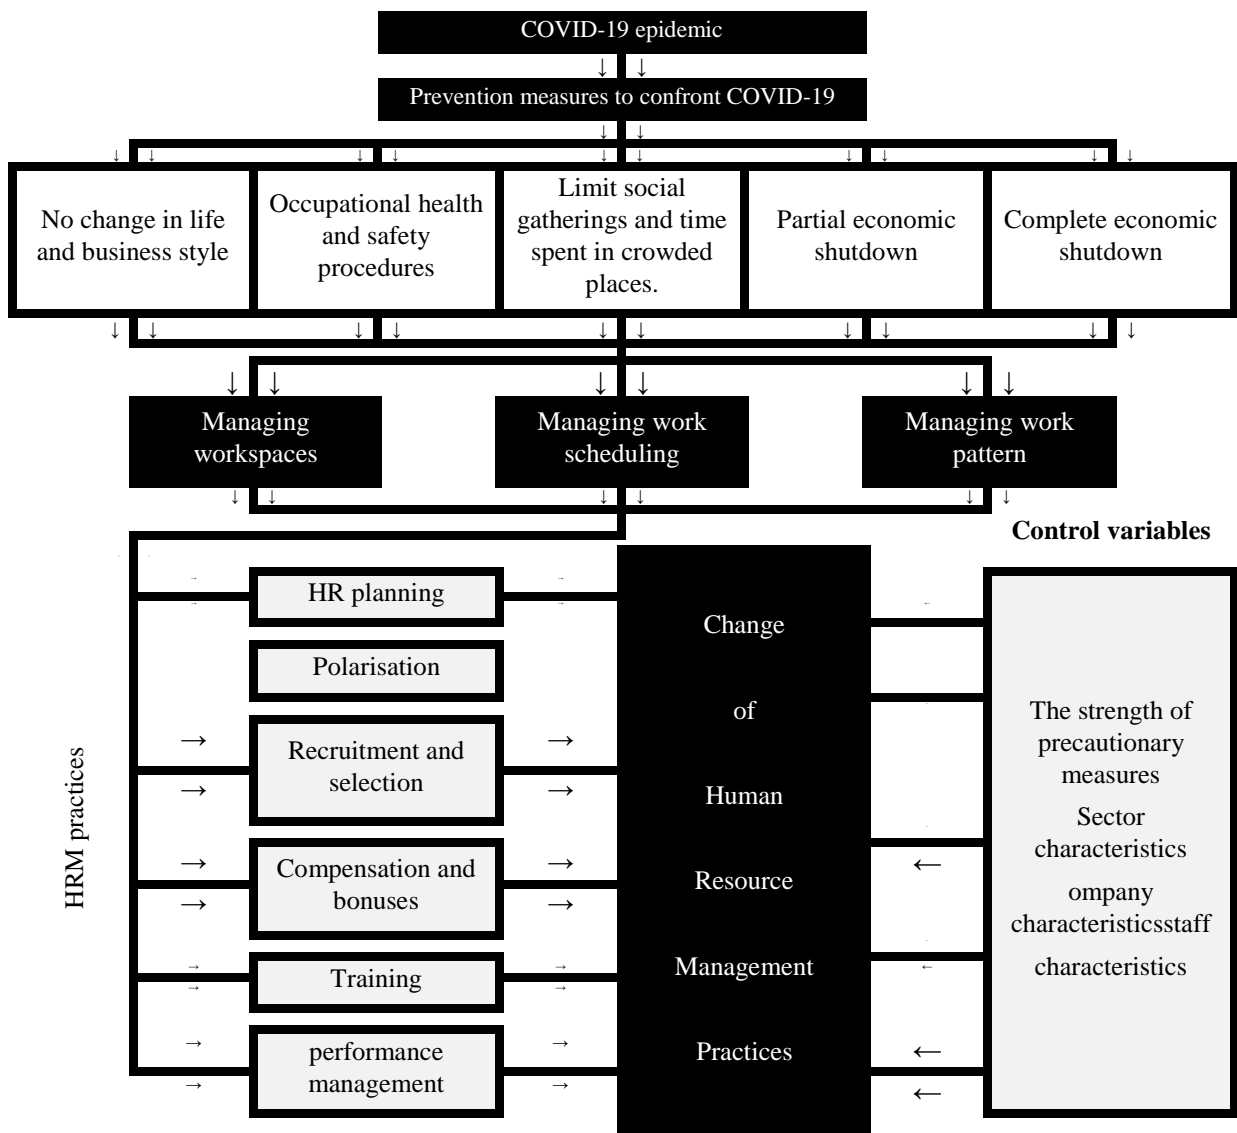 COVID-19 epidemic
Prevention measures to confront COVID-19
No change in life
and business style
Occupational health
and safety
procedures
Limit social
gatherings and time
spent in crowded
places.
Partial economic
shutdown
Complete economic
shutdown
Managing
workspaces
Managing work
scheduling
Managing work
pattern
Control variables
HRM practices
HR planning
Polarisation
Recruitment and
selection
Compensation and
bonuses
Training
performance
management
Change
of
Human
Resource
Management
Practices
The strength of
precautionary
measures
Sector
characteristics
ompany
characteristicsstaff
characteristics